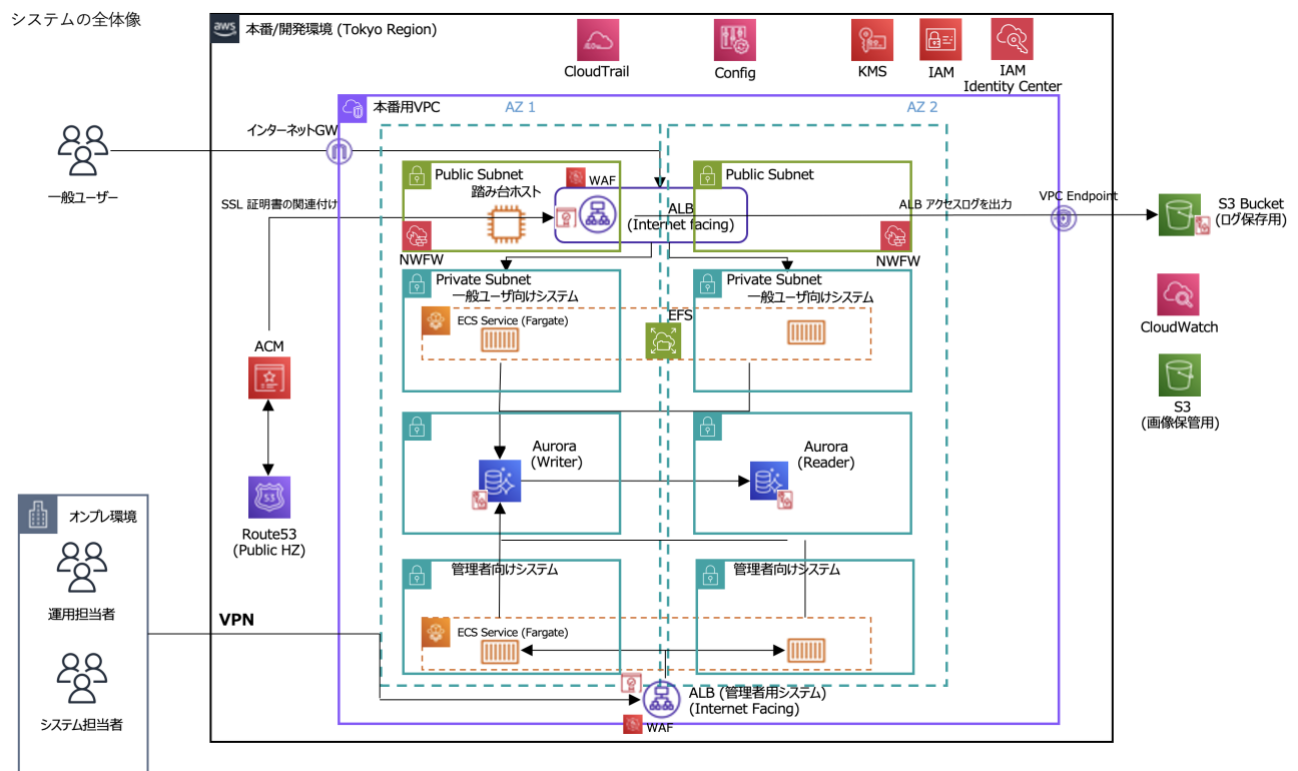 システムの全体像
aws
本番/開発環境 (Tokyo Region)
CloudTrail
Config
KMS
IAM
IAM
Identity Center
本番用VPC
AZ 1
AZ 2
インターネットGW
一般ユーザー
Public Subnet
踏み台ホスト
WAF
Public Subnet
SSL 証明書の関連付け
ALB
(Internet facing)
ALB アクセスログを出力
VPC Endpoint
S3 Bucket
(ログ保存用)
NWFW
NWFW
Private Subnet
一般ユーザ向けシステム
Private Subnet
一般ユーザ向けシステム
ECS Service (Fargate)
EFS
CloudWatch
ACM
S3
(画像保管用)
Aurora
(Writer)
Aurora
(Reader)
53
Route53
(Public HZ)
オンプレ環境
運用担当者
システム担当者
VPN
管理者向けシステム
管理者向けシステム
ECS Service (Fargate)
ALB (管理者用システム)
(Internet Facing)
WAF